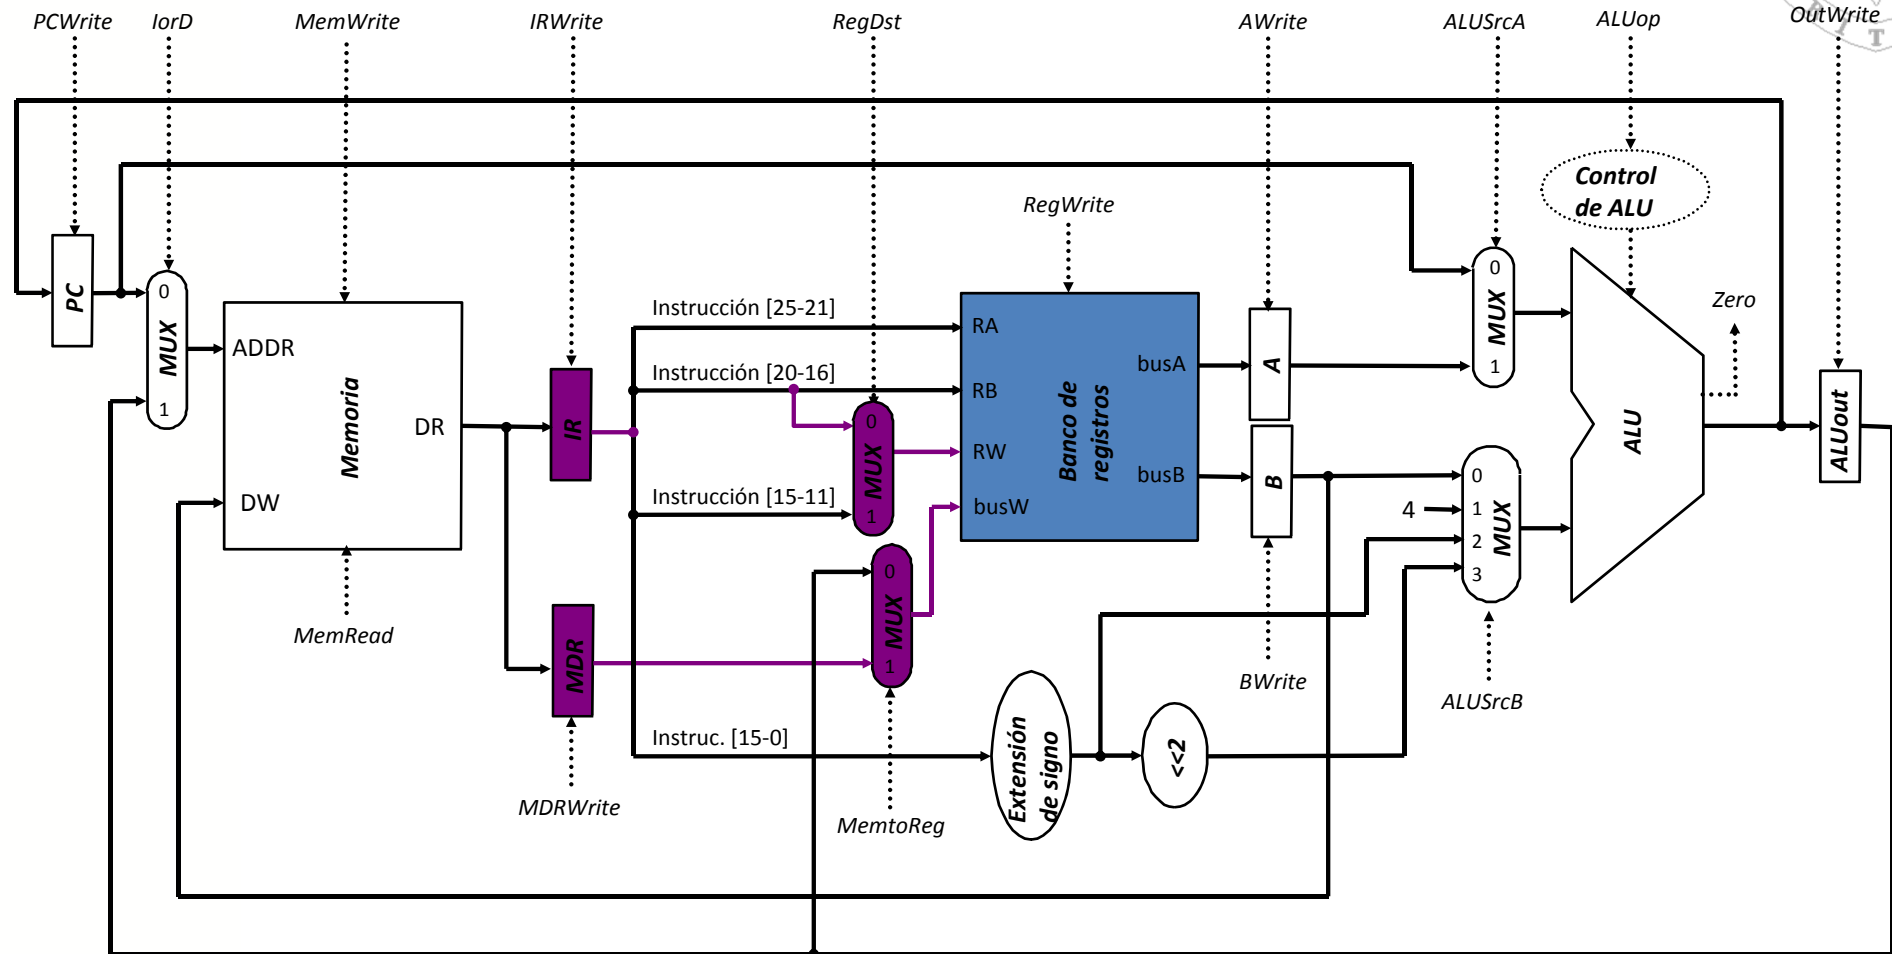 PCWrite
IorD
MemWrite
IRWrite
RegDst
AWrite
ALUSrcA
ALUop
OutWrite
I
T
Control
de ALU
RegWrite
PC
0
MUX
1
ADDR
Memoria
DR
DW
MemRead
IR
MDR
MDRWrite
Instrucción [25-21]
Instrucción [20-16]
Instrucción [15-11]
Instruc. [15-0]
0
MUX
1
0
MUX
1
MemtoReg
RA
RB
RW
busW
Banco de
registros
busA
busB
A
B
BWrite
Extensión
de signo
<<2
0
MUX
1
4
0
1
2
3
MUX
ALUSrcB
ALU
Zero
ALUout